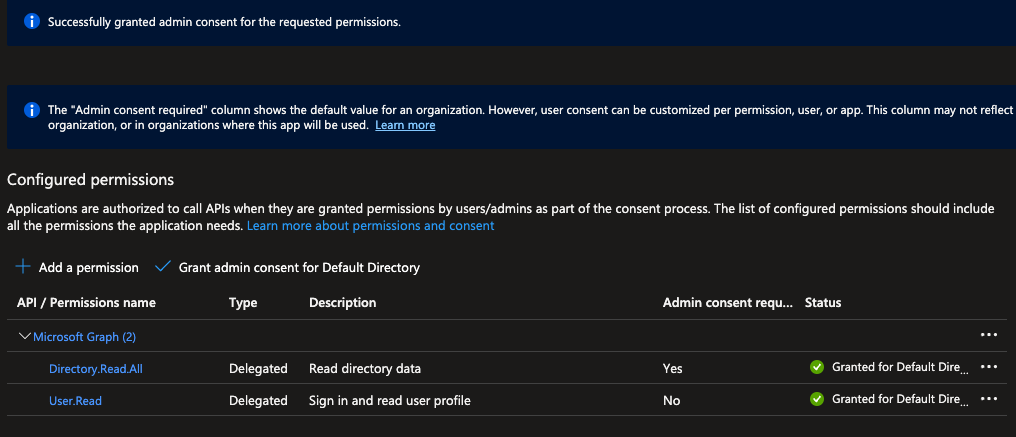 Successfully granted admin consent for the requested permissions.
The "Admin consent required" column shows the default value for an organization. However, user consent can be customized per permission, user, or app. This column may not reflect
organization, or in organizations where this app will be used. Learn more
Configured permissions
Applications are authorized to call APIs when they are granted permissions by users/admins as part of the consent process. The list of configured permissions should include
all the permissions the application needs. Learn more about permissions and consent
Add a permission Grant admin consent for Default Directory
API / Permissions name Type Description Admin consent requ... Status
Microsoft Graph (2)
Directory.Read.All Delegated Read directory data Yes Granted for Default Dire...
User.Read Delegated Sign in and read user profile No Granted for Default Dire...